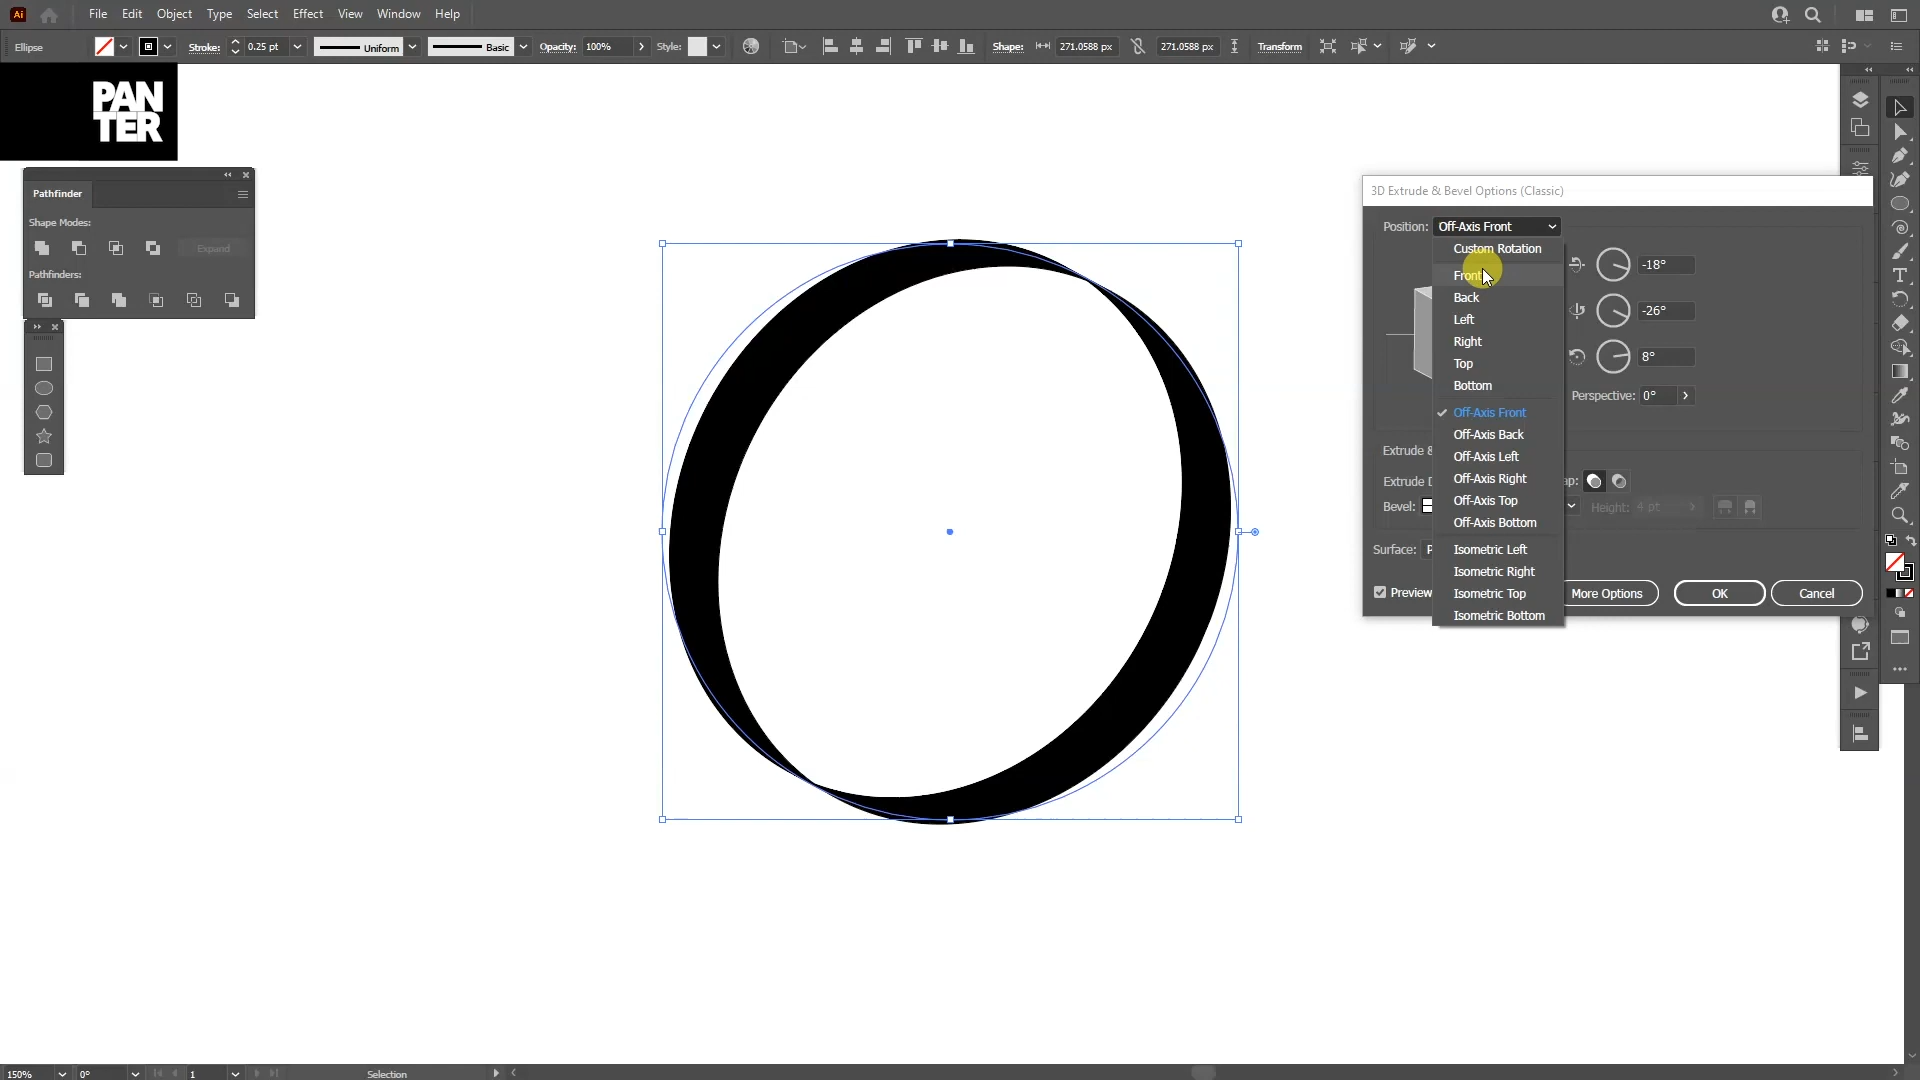 Ai File Edit Object Type Select Effect View Window Help
Ellipse Stroke: 0.25 pt Uniform Basic Opacity: 100% Style: Shape: 271.0588 px 271.0588 px Transform
PAN
TER
Pathfinder
Shape Modes:
Expand
Pathfinders:
3D Extrude & Bevel Options (Classic)
Position: Off-Axis Front
Custom Rotation
Front
Back
Left
Right
Top
Bottom
Off-Axis Front
Off-Axis Back
Off-Axis Left
Off-Axis Right
Off-Axis Top
Off-Axis Bottom
Isometric Left
Isometric Right
Isometric Top
Isometric Bottom
-18°
-26°
8°
Perspective: 0°
Extrude &
Extrude D
ap:
Bevel:
Height: 4 pt
Surface: P
Preview
More Options OK Cancel
150% 0° 1 Selection